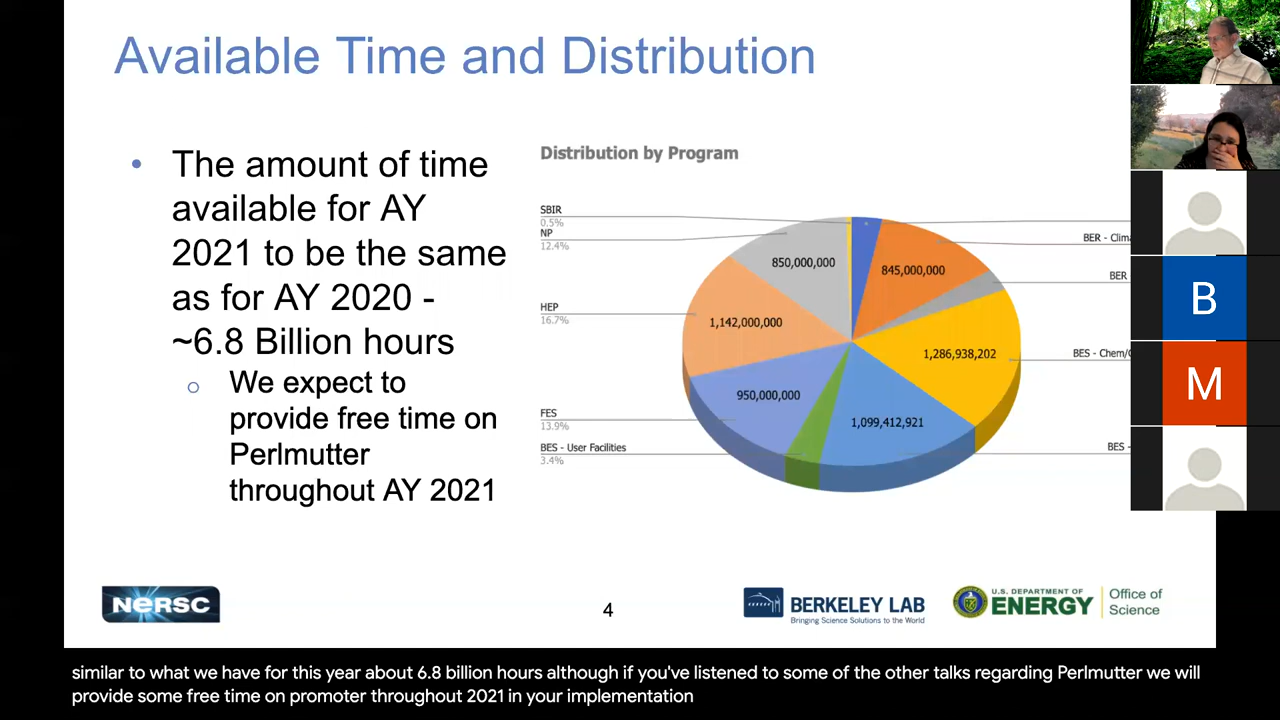 Available Time and Distribution
• The amount of time
available for AY
2021 to be the same
as for AY 2020 -
~6.8 Billion hours
○ We expect to
provide free time on
Perlmutter
throughout AY 2021
Distribution by Program
SBIR
0.5%
NP
12.4%
HEP
16.7%
FES
13.9%
BES - User Facilities
3.4%
850,000,000
845,000,000
1,142,000,000
1,286,938,202
950,000,000
1,099,412,921
BER - Clim
BER
BES - Chem/
BES -
B
M
NERSC
4
BERKELEY LAB
Bringing Science Solutions to the World
U.S. DEPARTMENT OF
ENERGY
Office of
Science
similar to what we have for this year about 6.8 billion hours although if you've listened to some of the other talks regarding Perlmutter we will
provide some free time on promoter throughout 2021 in your implementation